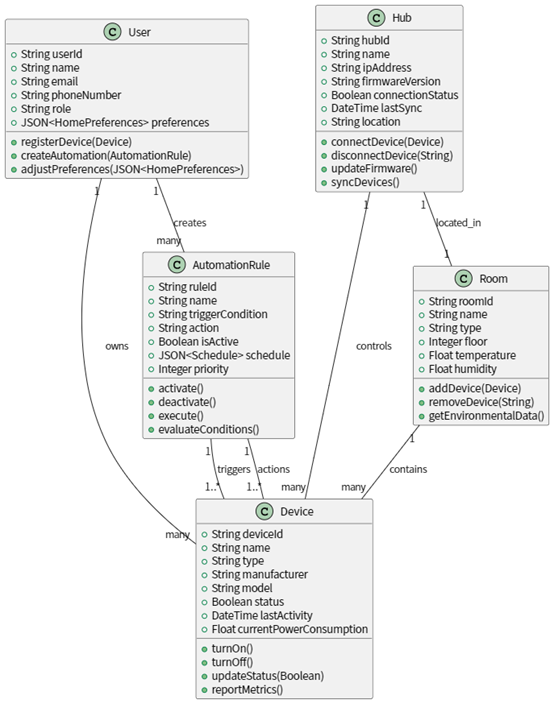 C User
String userId
String name
String email
String phoneNumber
String role
JSON<HomePreferences> preferences
registerDevice(Device)
createAutomation(AutomationRule)
adjustPreferences(JSON<HomePreferences>)
C Hub
String hubId
String name
String ipAddress
String firmwareVersion
Boolean connectionStatus
DateTime lastSync
String location
connectDevice(Device)
disconnectDevice(String)
updateFirmware()
syncDevices()
1
1
1
1
creates
located_in
many
1
C AutomationRule
String ruleId
String name
String triggerCondition
String action
Boolean isActive
JSON<Schedule> schedule
Integer priority
activate()
deactivate()
execute()
evaluateConditions()
C Room
String roomId
String name
String type
Integer floor
Float temperature
Float humidity
addDevice(Device)
removeDevice(String)
getEnvironmentalData()
owns
controls
1
1
1
triggers
actions
contains
1..*
1..*
many
many
many
C Device
String deviceId
String name
String type
String manufacturer
String model
Boolean status
DateTime lastActivity
Float currentPowerConsumption
turnOn()
turnOff()
updateStatus(Boolean)
reportMetrics()